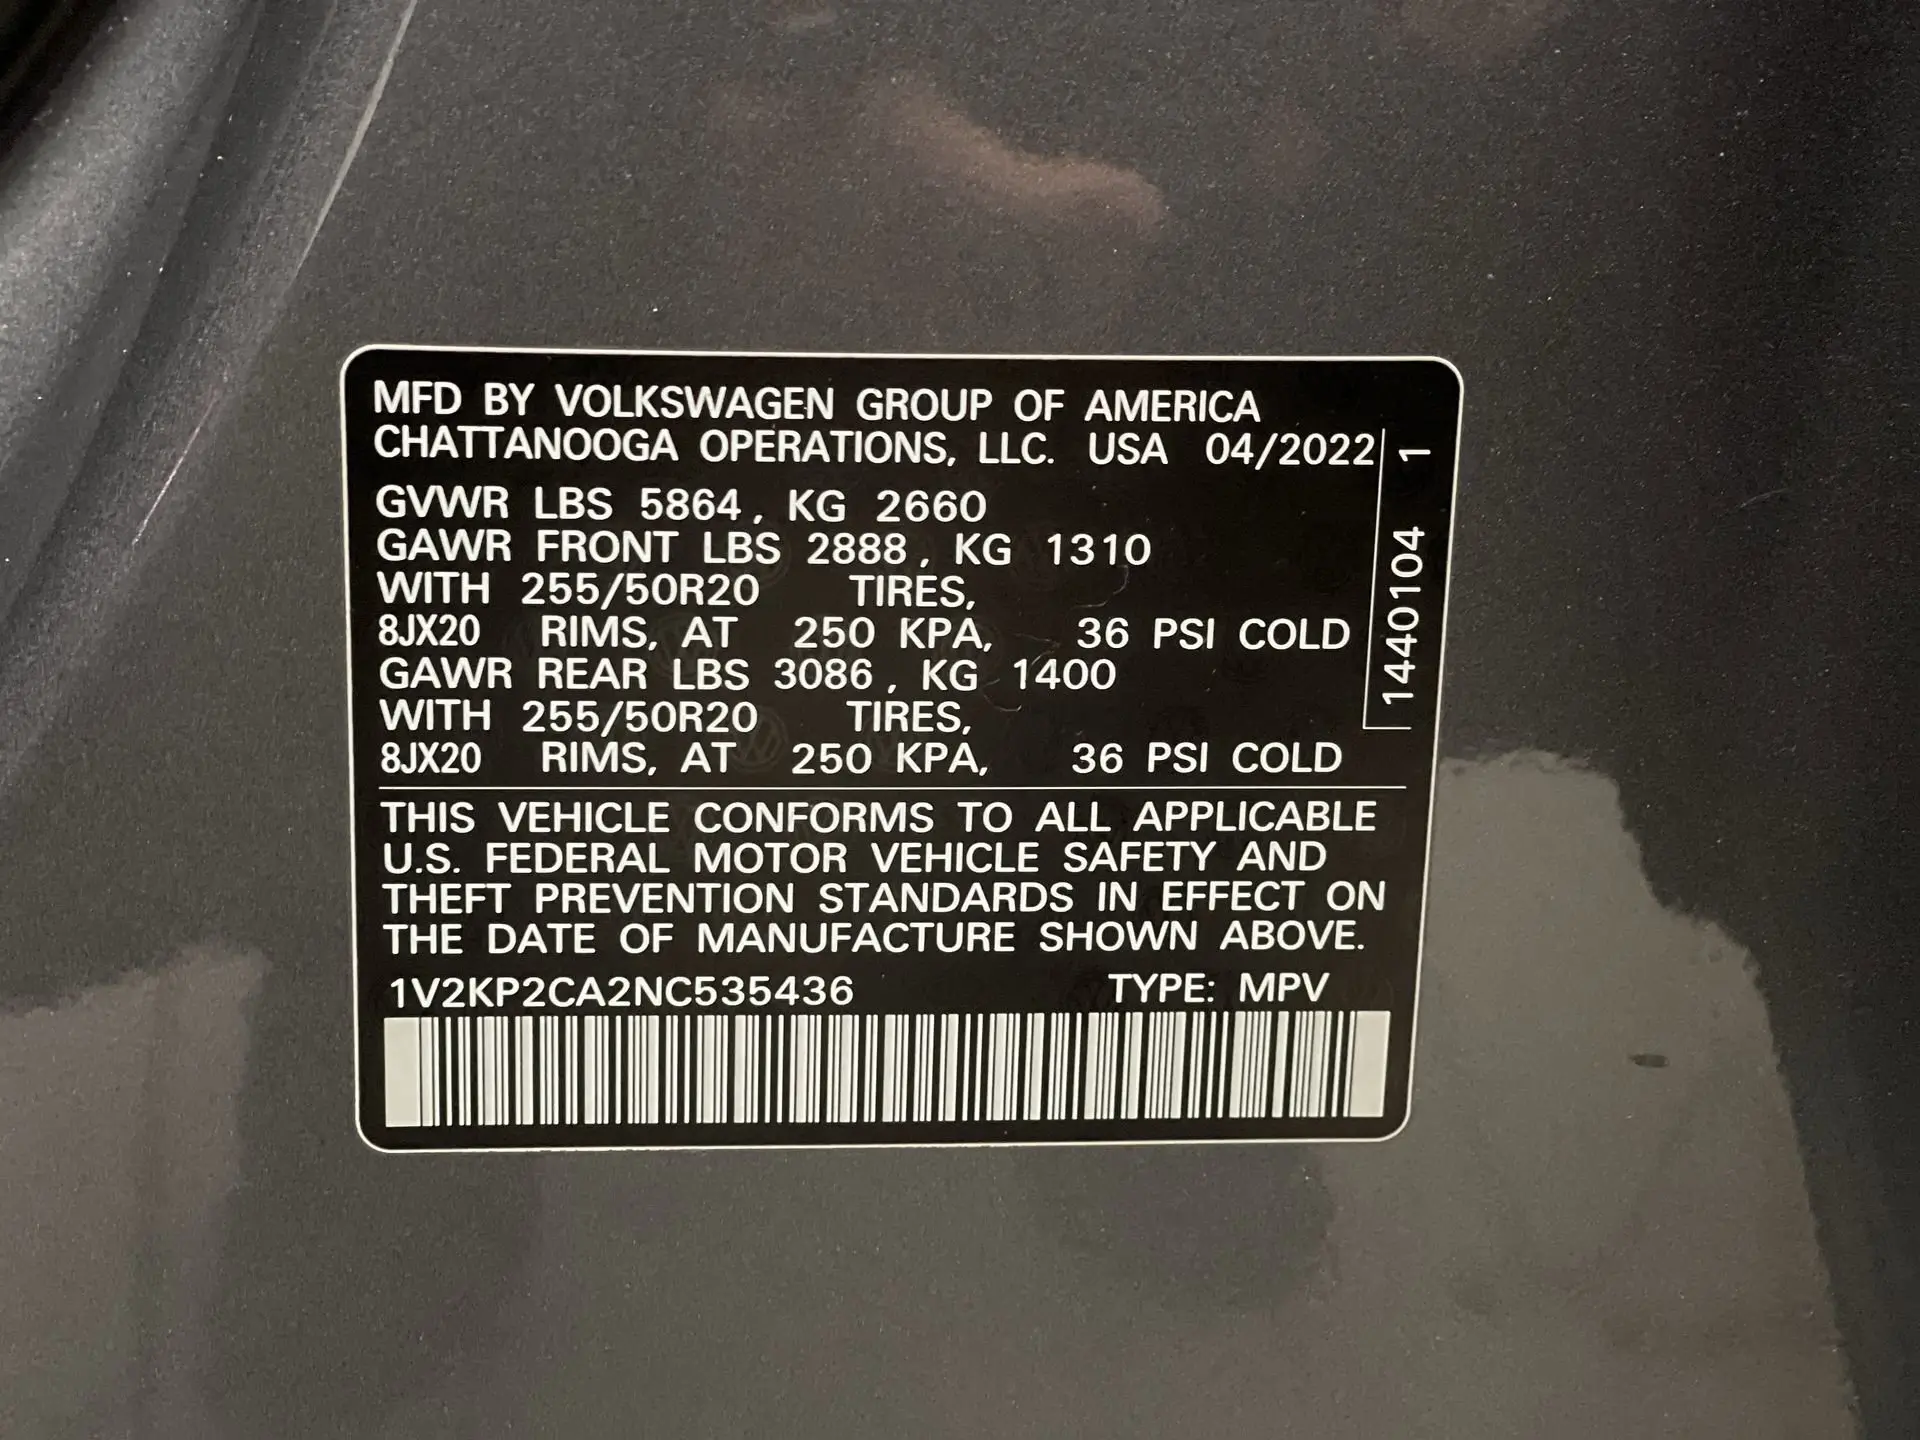 MFD BY VOLKSWAGEN GROUP OF AMERICA
CHATTANOOGA OPERATIONS, LLC. USA 04/2022
GVWR LBS 5864, KG 2660
GAWR FRONT LBS 2888, KG 1310
WITH 255/50R20 TIRES,
8JX20 RIMS, AT 250 KPA, 36 PSI COLD
GAWR REAR LBS 3086, KG 1400
WITH 255/50R20 TIRES,
8JX20 RIMS, AT 250 KPA, 36 PSI COLD
1440104 1
THIS VEHICLE CONFORMS TO ALL APPLICABLE
U.S. FEDERAL MOTOR VEHICLE SAFETY AND
THEFT PREVENTION STANDARDS IN EFFECT ON
THE DATE OF MANUFACTURE SHOWN ABOVE.
1V2KP2CA2NC535436 TYPE: MPV